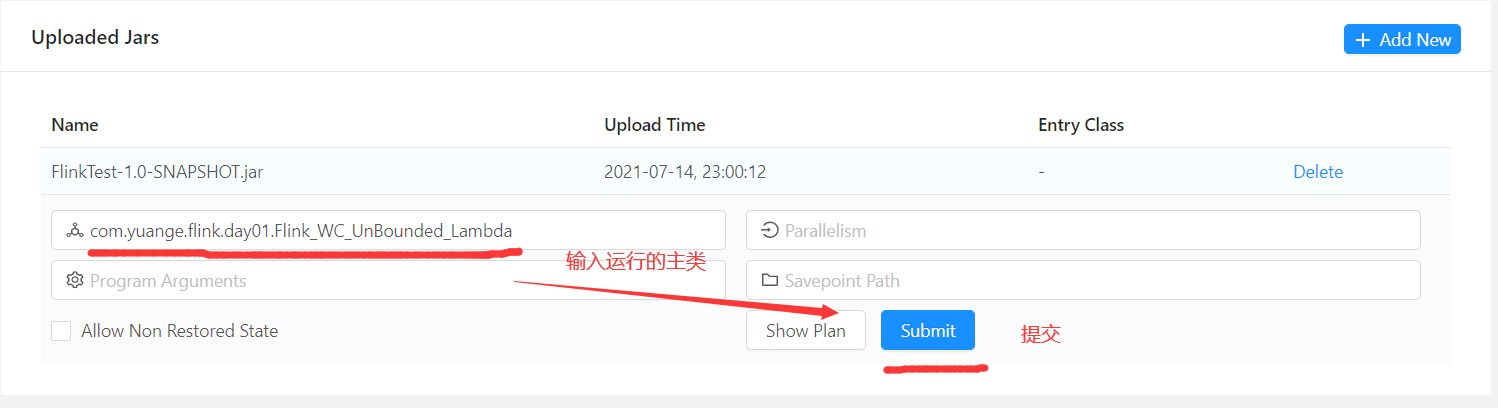 Uploaded Jars
+ Add New
Name Upload Time Entry Class
FlinkTest-1.0-SNAPSHOT.jar 2021-07-14, 23:00:12 - Delete
com.yuange.flink.day01.Flink_WC_UnBounded_Lambda Parallelism
输入运行的主类
Program Arguments Savepoint Path
Allow Non Restored State Show Plan Submit 提交